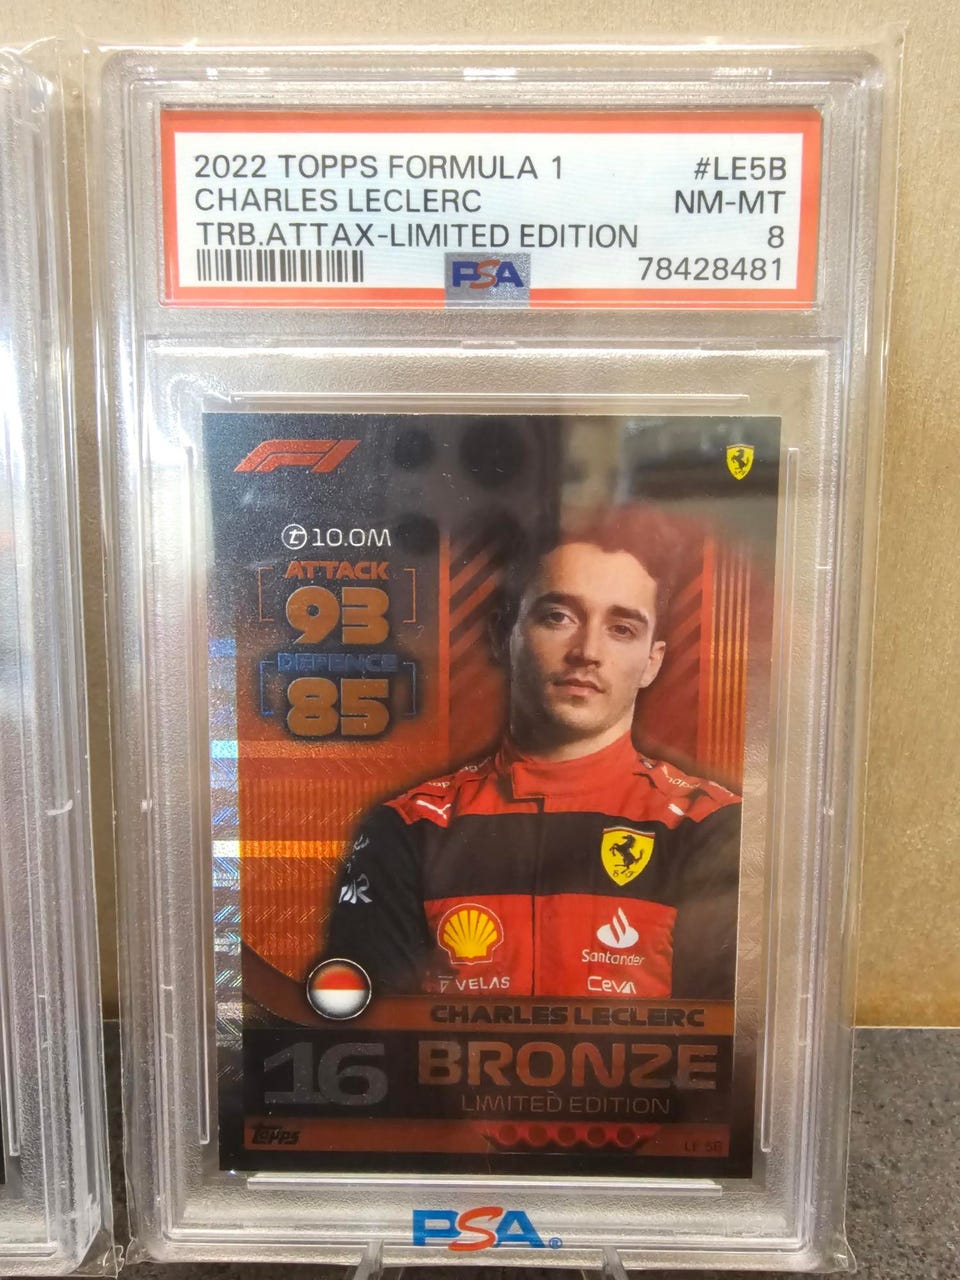 2022 TOPPS FORMULA 1 #LE5B
CHARLES LECLERC NM-MT
TRB.ATTAX-LIMITED EDITION 8
PSA 78428481
F1
t 10.0M
ATTACK
93
DEFENCE
85
Santander
VELAS Ceva
CHARLES LECLERC
16 BRONZE
LIMITED EDITION
Topps LE 5B
PSA®